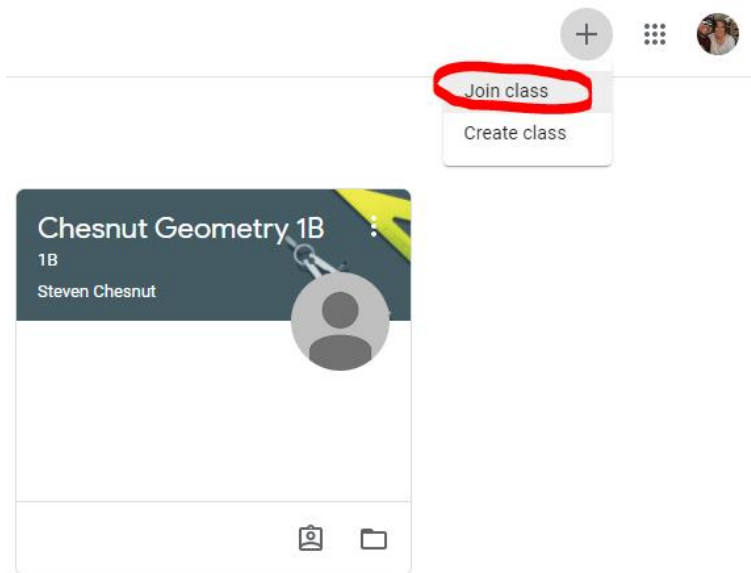 Join class
Create class
Chesnut Geometry 1B
1B
Steven Chesnut